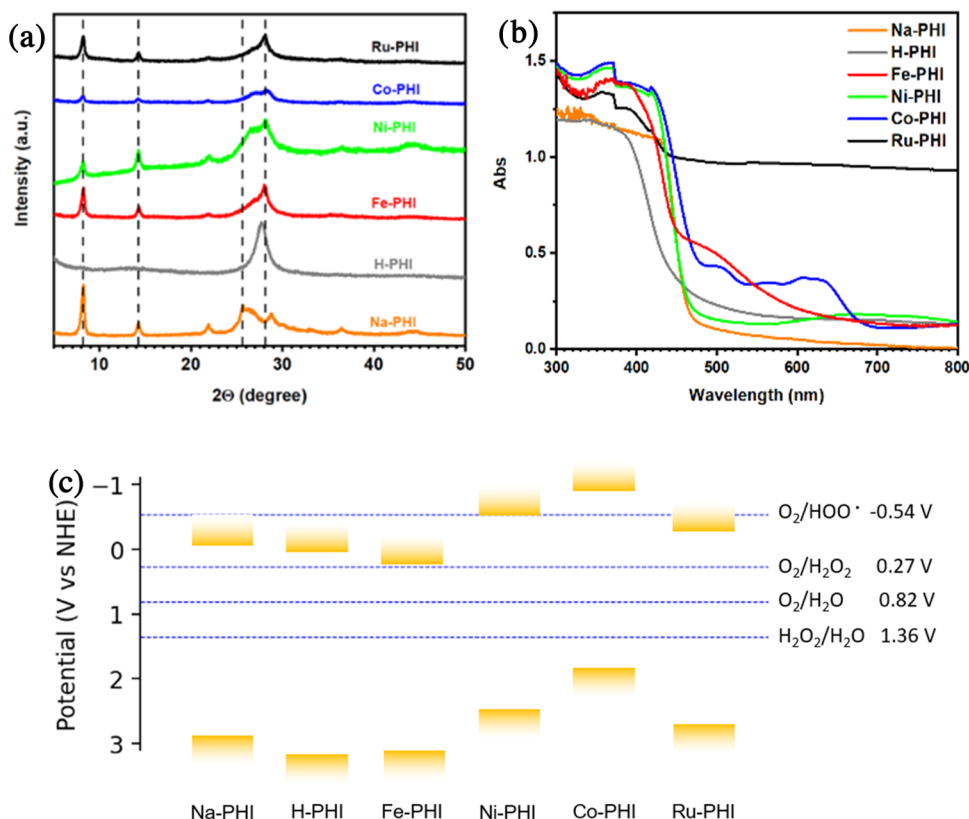 (a)
Ru-PHI
Co-PHI
Ni-PHI
Fe-PHI
H-PHI
Na-PHI
Intensity (a.u.)
10 20 30 40 50
2Θ (degree)
(b)
Na-PHI
H-PHI
Fe-PHI
Ni-PHI
Co-PHI
Ru-PHI
1.5
1.0
0.5
0.0
Abs
300 400 500 600 700 800
Wavelength (nm)
(c)
−1
0
1
2
3
Potential (V vs NHE)
O₂/HOO· -0.54 V
O₂/H₂O₂ 0.27 V
O₂/H₂O 0.82 V
H₂O₂/H₂O 1.36 V
Na-PHI H-PHI Fe-PHI Ni-PHI Co-PHI Ru-PHI